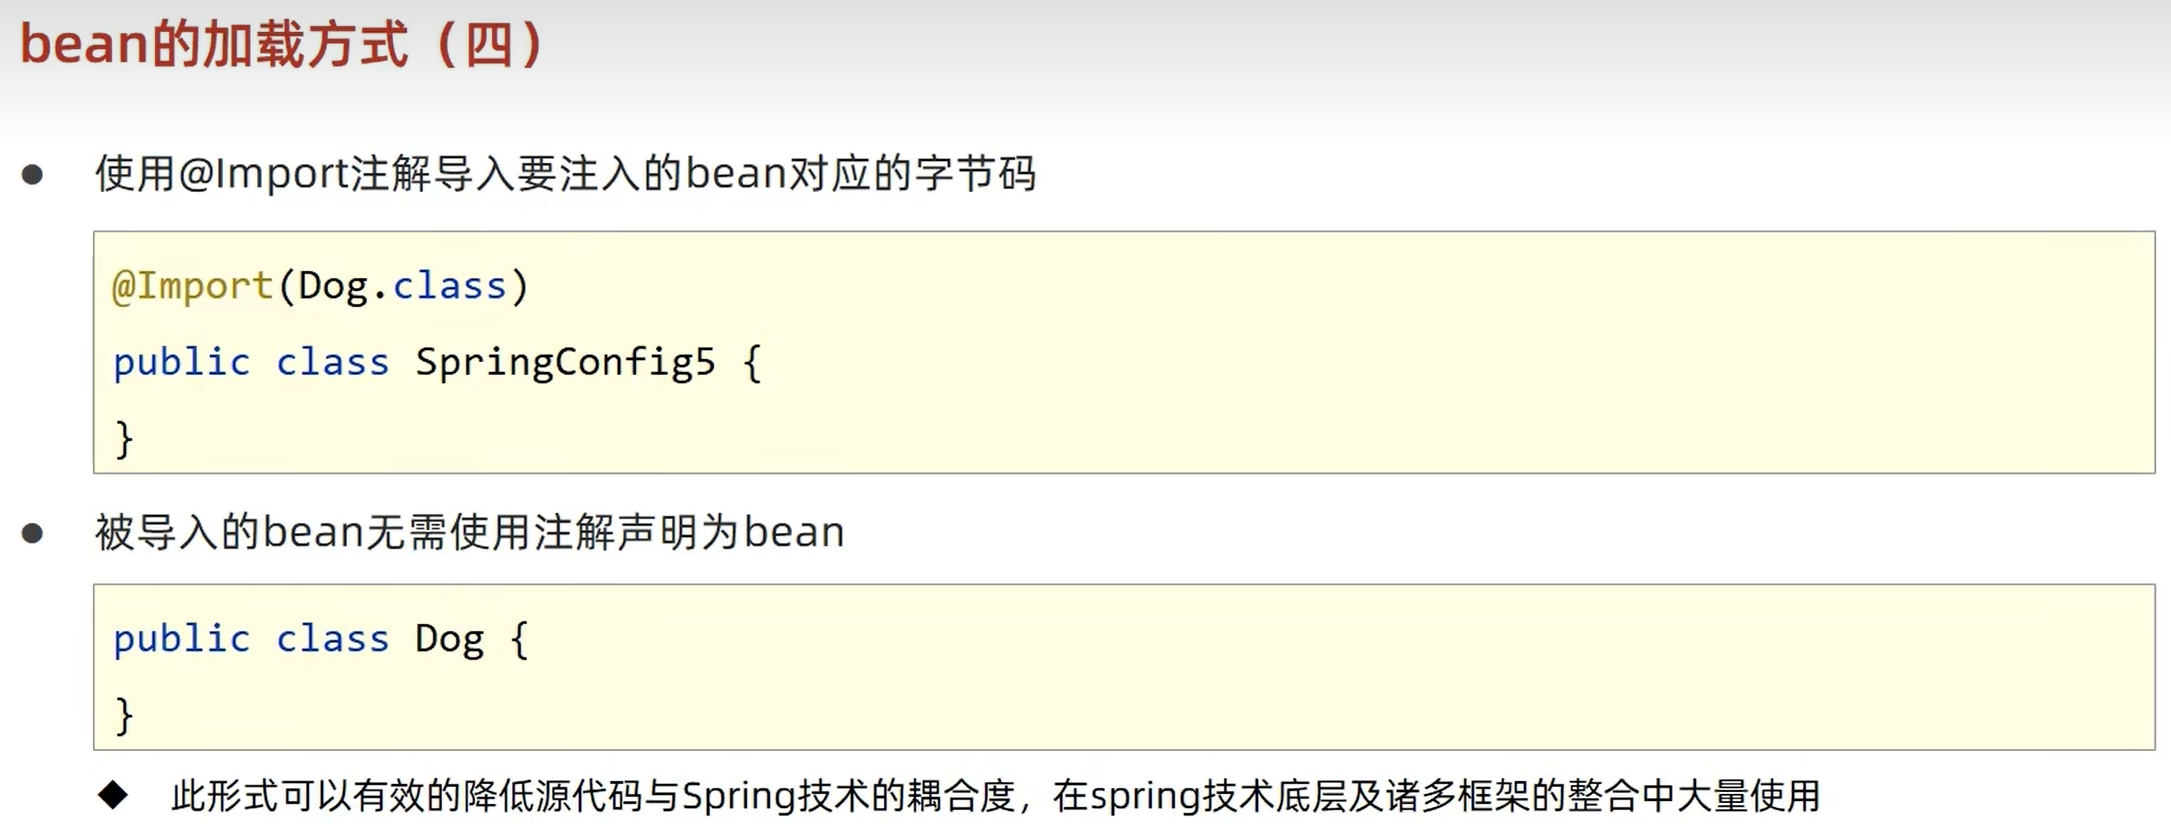 bean的加载方式（四）
使用@Import注解导入要注入的bean对应的字节码
@Import(Dog.class)
public class SpringConfig5 {
}
被导入的bean无需使用注解声明为bean
public class Dog {
}
此形式可以有效的降低源代码与Spring技术的耦合度，在spring技术底层及诸多框架的整合中大量使用